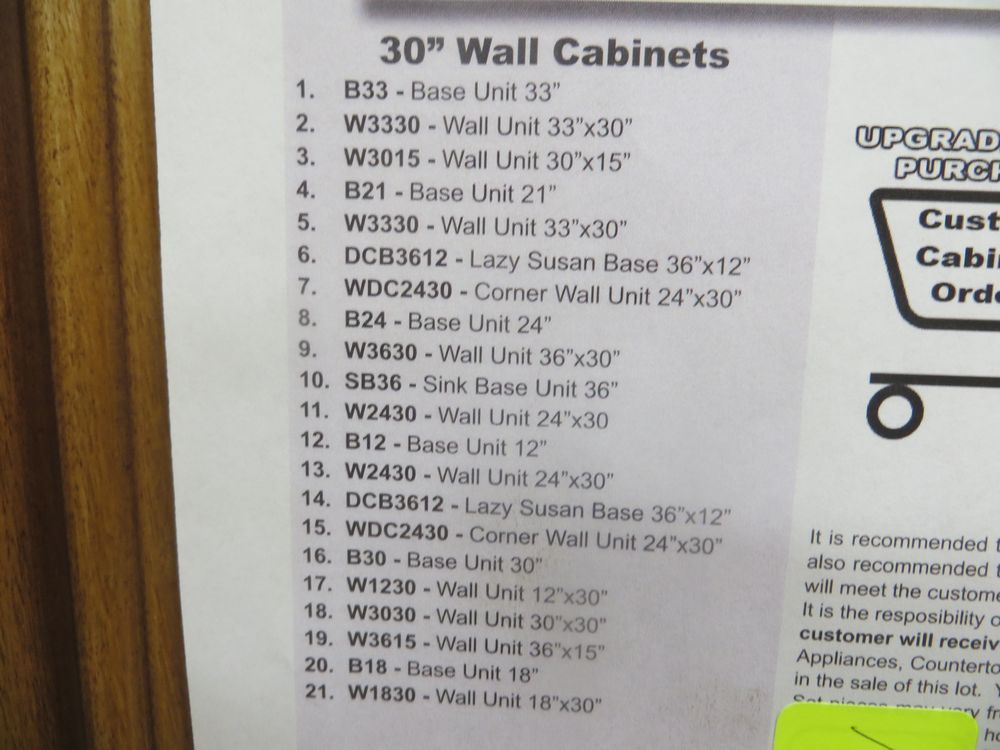 30” Wall Cabinets
1. B33 - Base Unit 33”
2. W3330 - Wall Unit 33”x30”
3. W3015 - Wall Unit 30”x15”
4. B21 - Base Unit 21”
5. W3330 - Wall Unit 33”x30”
6. DCB3612 - Lazy Susan Base 36”x12”
7. WDC2430 - Corner Wall Unit 24”x30”
8. B24 - Base Unit 24”
9. W3630 - Wall Unit 36”x30”
10. SB36 - Sink Base Unit 36”
11. W2430 - Wall Unit 24”x30
12. B12 - Base Unit 12”
13. W2430 - Wall Unit 24”x30”
14. DCB3612 - Lazy Susan Base 36”x12”
15. WDC2430 - Corner Wall Unit 24”x30”
16. B30 - Base Unit 30”
17. W1230 - Wall Unit 12”x30”
18. W3030 - Wall Unit 30”x30”
19. W3615 - Wall Unit 36”x15”
20. B18 - Base Unit 18”
21. W1830 - Wall Unit 18”x30”
UPGRAD
PURCH
Cust
Cabi
Orde
It is recommended t
also recommended t
will meet the custome
It is the resposibility o
customer will receiv
Appliances, Counterto
in the sale of this lot. Y